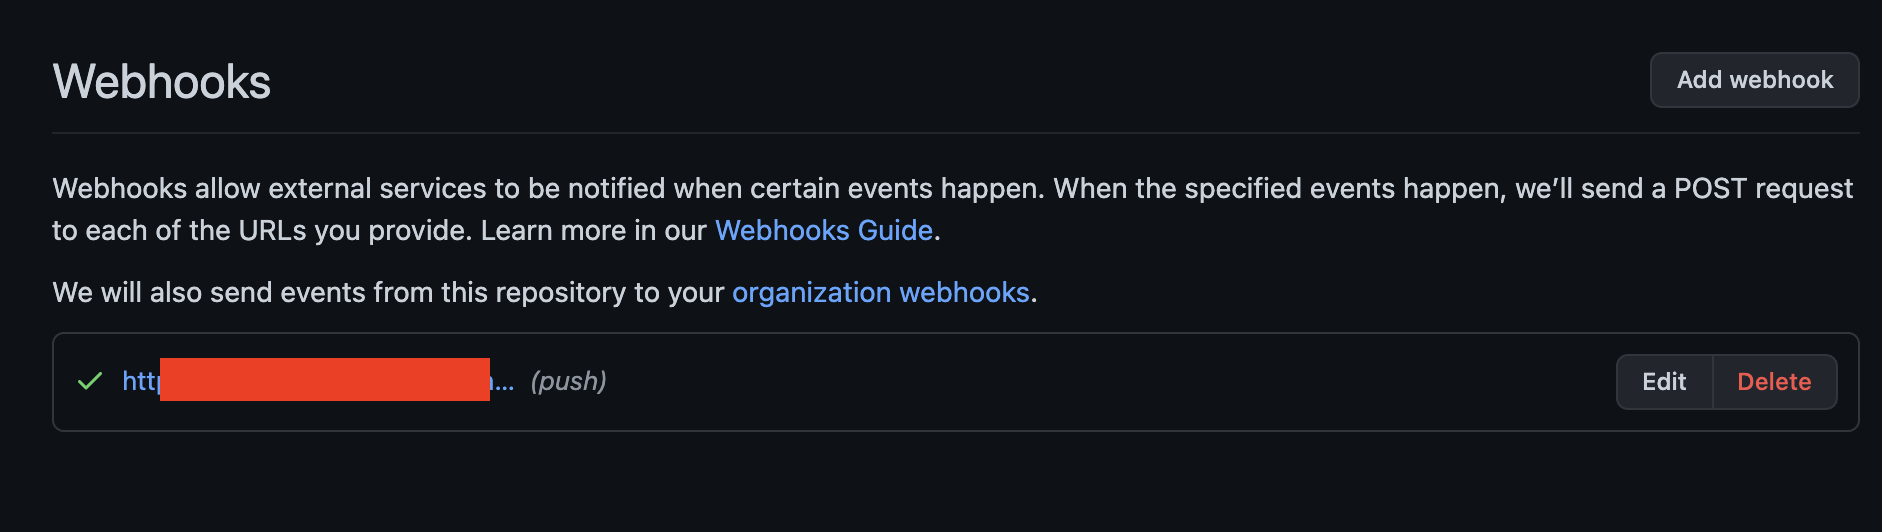 Webhooks
Add webhook
Webhooks allow external services to be notified when certain events happen. When the specified events happen, we’ll send a POST request
to each of the URLs you provide. Learn more in our Webhooks Guide.
We will also send events from this repository to your organization webhooks.
htt ... (push)
Edit
Delete